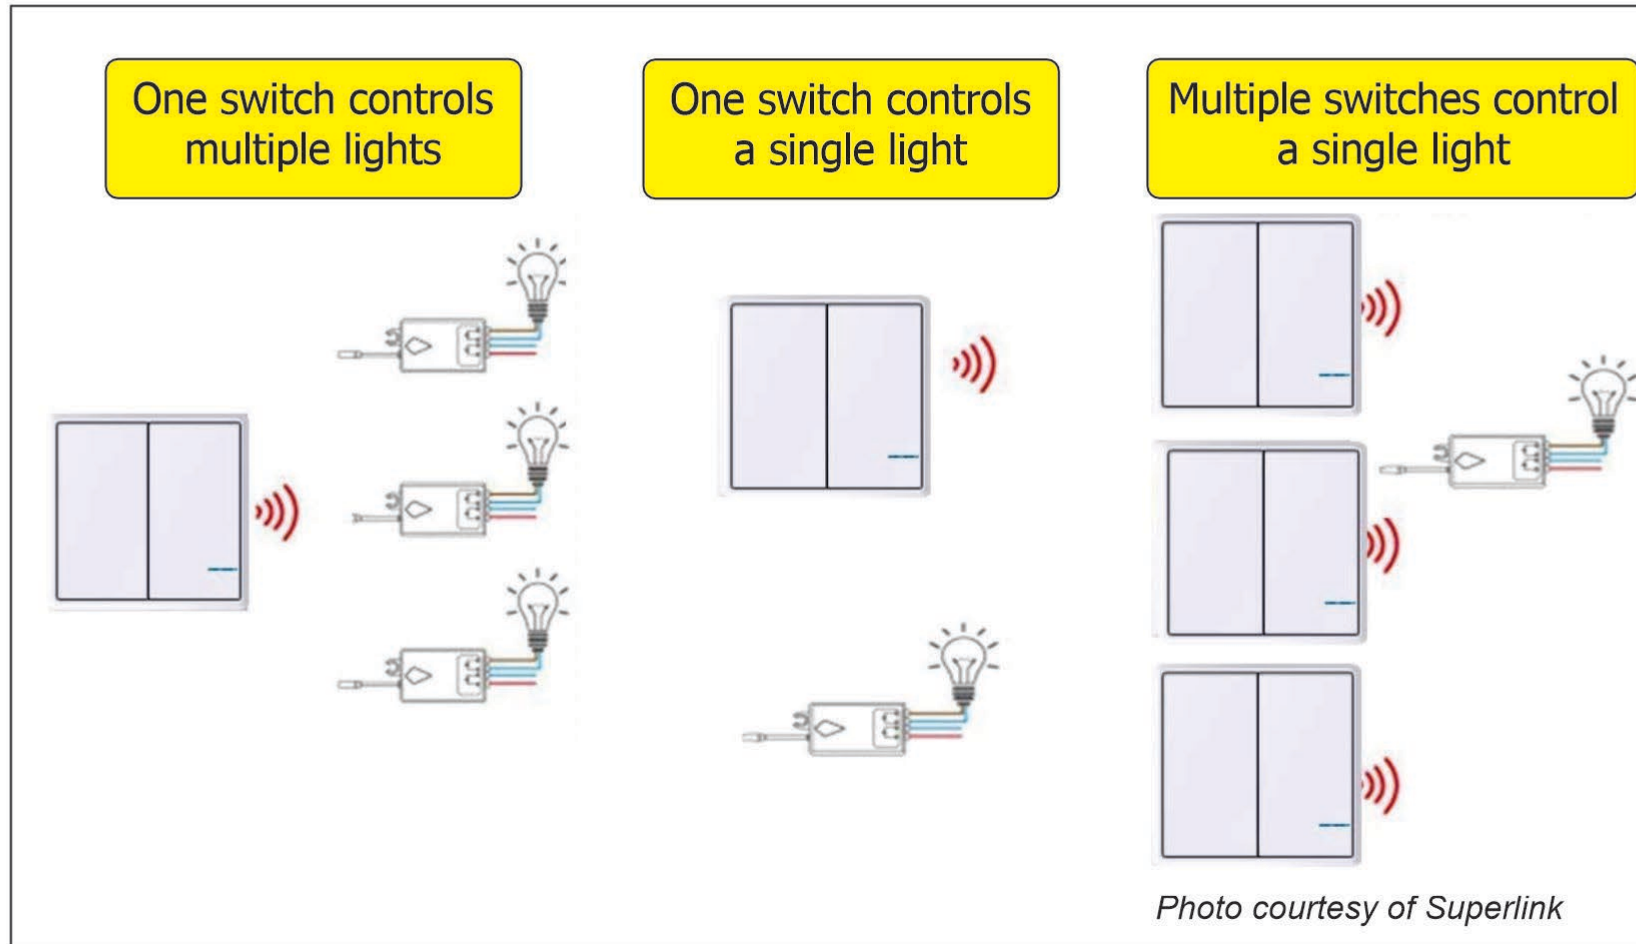 One switch controls
multiple lights
One switch controls
a single light
Multiple switches control
a single light
Photo courtesy of Superlink